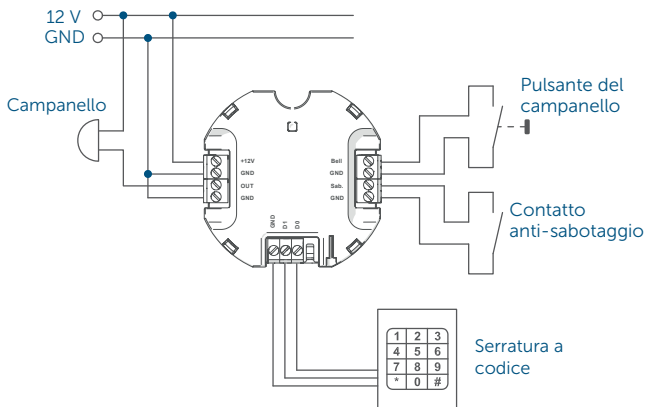 12 V
GND
Campanello
Pulsante del
campanello
+12V
GND
OUT
GND
Bell
GND
Sab.
GND
Contatto
anti-sabotaggio
GND
D1
D0
1 2 3
4 5 6
7 8 9
* 0 #
Serratura a
codice